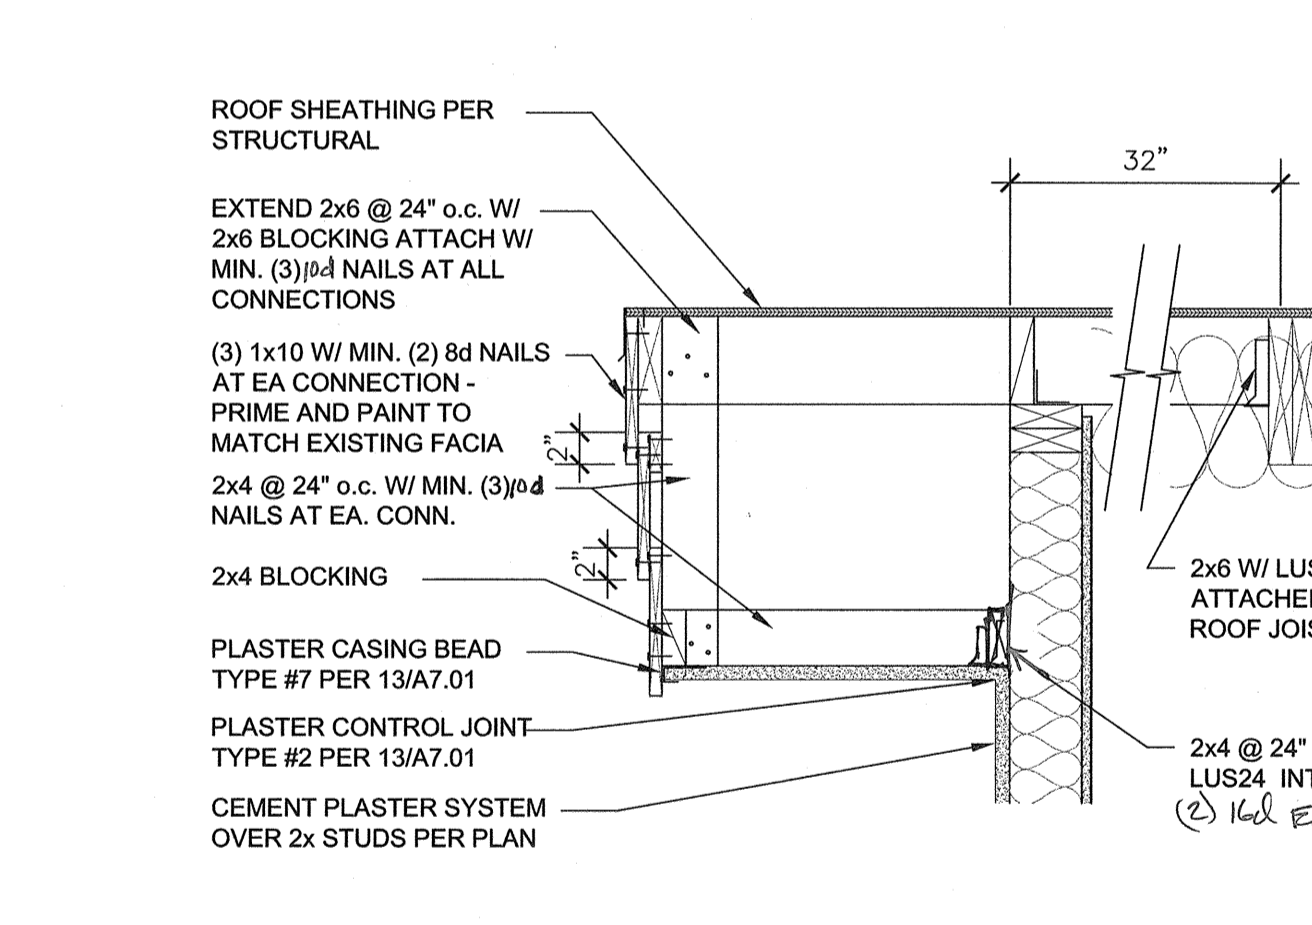 ROOF SHEATHING PER
STRUCTURAL
32"
EXTEND 2x6 @ 24" o.c. W/
2x6 BLOCKING ATTACH W/
MIN. (3)10d NAILS AT ALL
CONNECTIONS
(3) 1x10 W/ MIN. (2) 8d NAILS
AT EA CONNECTION -
PRIME AND PAINT TO
MATCH EXISTING FACIA
2"
2x4 @ 24" o.c. W/ MIN. (3)10d
NAILS AT EA. CONN.
2"
2x4 BLOCKING
PLASTER CASING BEAD
TYPE #7 PER 13/A7.01
PLASTER CONTROL JOINT
TYPE #2 PER 13/A7.01
CEMENT PLASTER SYSTEM
OVER 2x STUDS PER PLAN
2x6 W/ LUS
ATTACHE
ROOF JOIS
2x4 @ 24"
LUS24 INT
(2) 16d E